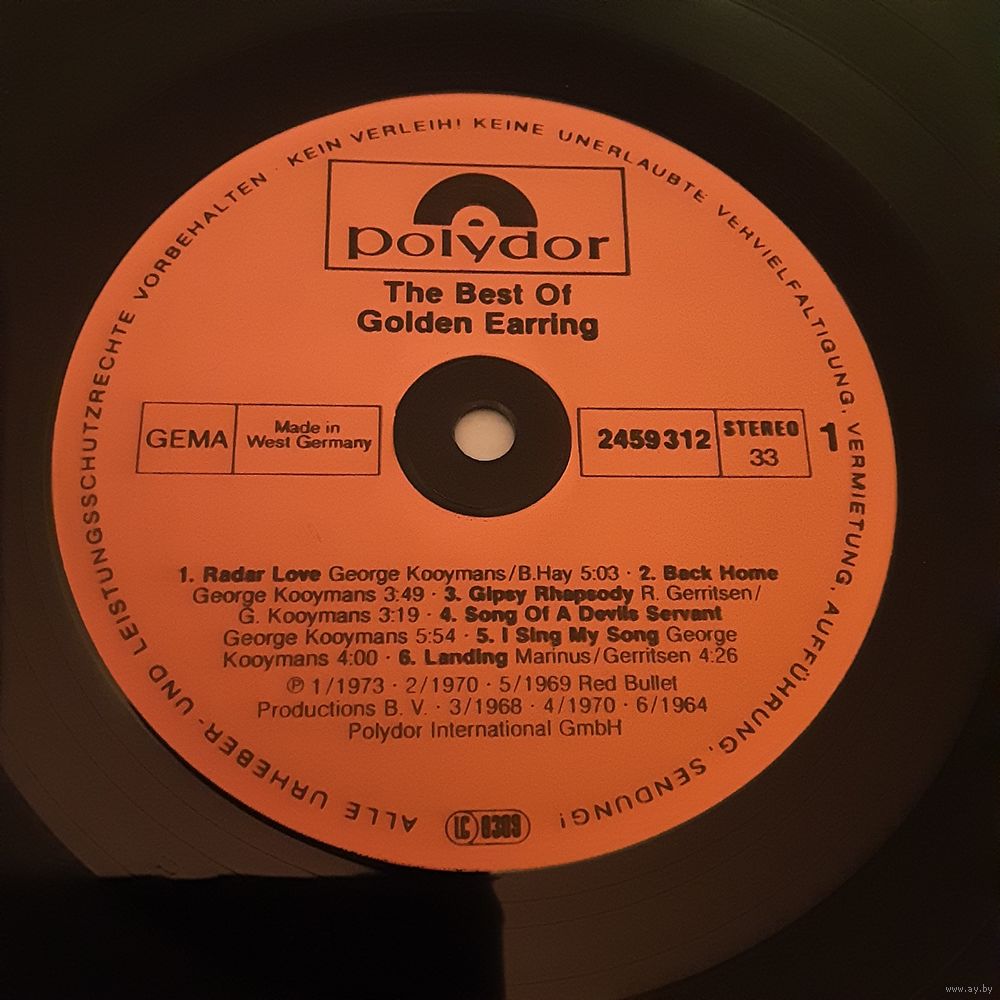 ALLE URHEBER- UND LEISTUNGSSCHUTZRECHTE VORBEHALTEN · KEIN VERLEIH! KEINE UNERLAUBTE VERVIELFÄLTIGUNG, VERMIETUNG, AUFFÜHRUNG, SENDUNG!
polydor
The Best Of
Golden Earring
GEMA
Made in
West Germany
2459 312
STEREO
33
1
1. Radar Love George Kooymans/B.Hay 5:03 · 2. Back Home
George Kooymans 3:49 · 3. Gipsy Rhapsody R. Gerritsen/
G. Kooymans 3:19 · 4. Song Of A Devils Servant
George Kooymans 5:54 · 5. I Sing My Song George
Kooymans 4:00 · 6. Landing Marinus/Gerritsen 4:26
℗ 1/1973 · 2/1970 · 5/1969 Red Bullet
Productions B. V. · 3/1968 · 4/1970 · 6/1964
Polydor International GmbH
LC 0309
www.ay.by